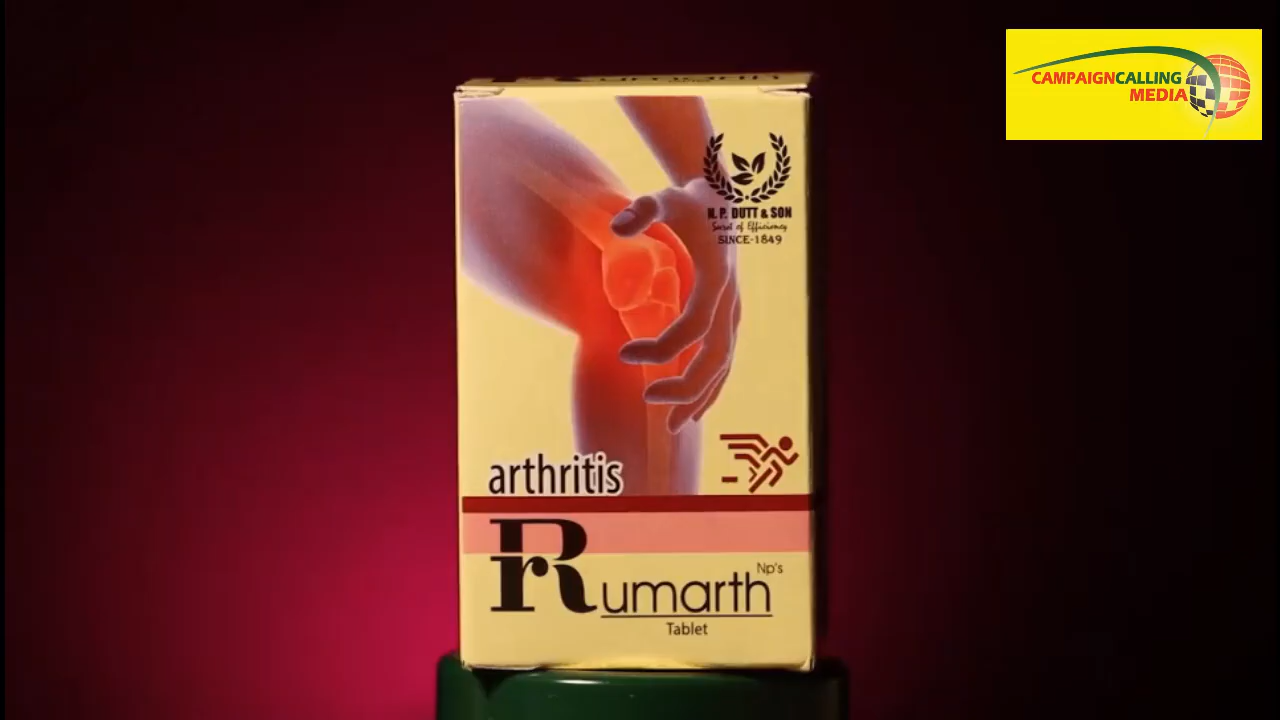 CAMPAIGNCALLING
MEDIA
N. P. DUTT & SON
Secret of Efficiency
SINCE-1849
arthritis
Rumarth
Np's
Tablet